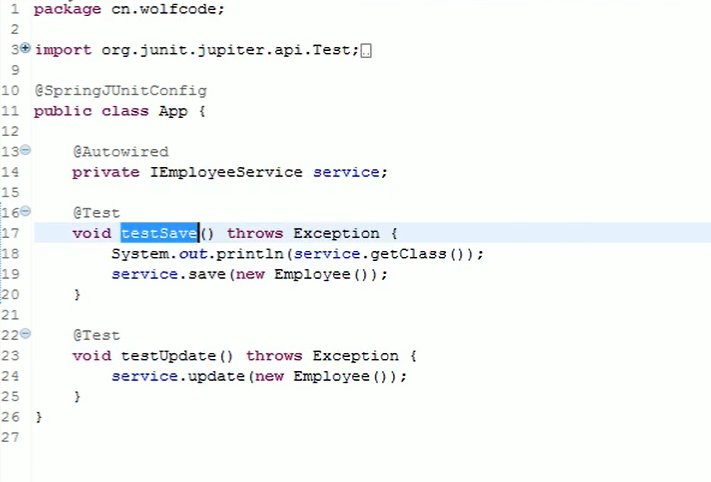 1 package cn.wolfcode;
2
3 import org.junit.jupiter.api.Test;
9
10 @SpringJUnitConfig
11 public class App {
12
13 @Autowired
14 private IEmployeeService service;
15
16 @Test
17 void testSave() throws Exception {
18 System.out.println(service.getClass());
19 service.save(new Employee());
20 }
21
22 @Test
23 void testUpdate() throws Exception {
24 service.update(new Employee());
25 }
26 }
27